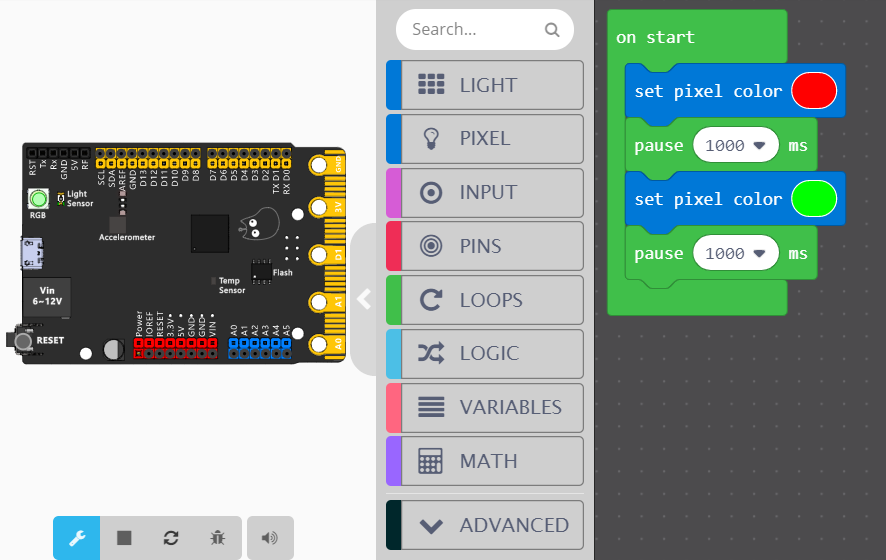 Search...
LIGHT
PIXEL
INPUT
PINS
LOOPS
LOGIC
VARIABLES
MATH
ADVANCED
on start
set pixel color
pause 1000 ms
set pixel color
pause 1000 ms
RST
Tx
Rx
GND
5V
RF
SCL
SDA
AREF
GND
D13
D12
D11
D10
D9
D8
D7
D6
D5
D4
D3
D2
TX D1
RX D0
GND
3V
D1
A1
A0
RGB
Light
Sensor
Accelerometer
Flash
Temp
Sensor
Vin
6~12V
RESET
Power
IOREF
RESET
3.3V
5V
GND
GND
VIN
A0
A1
A2
A3
A4
A5